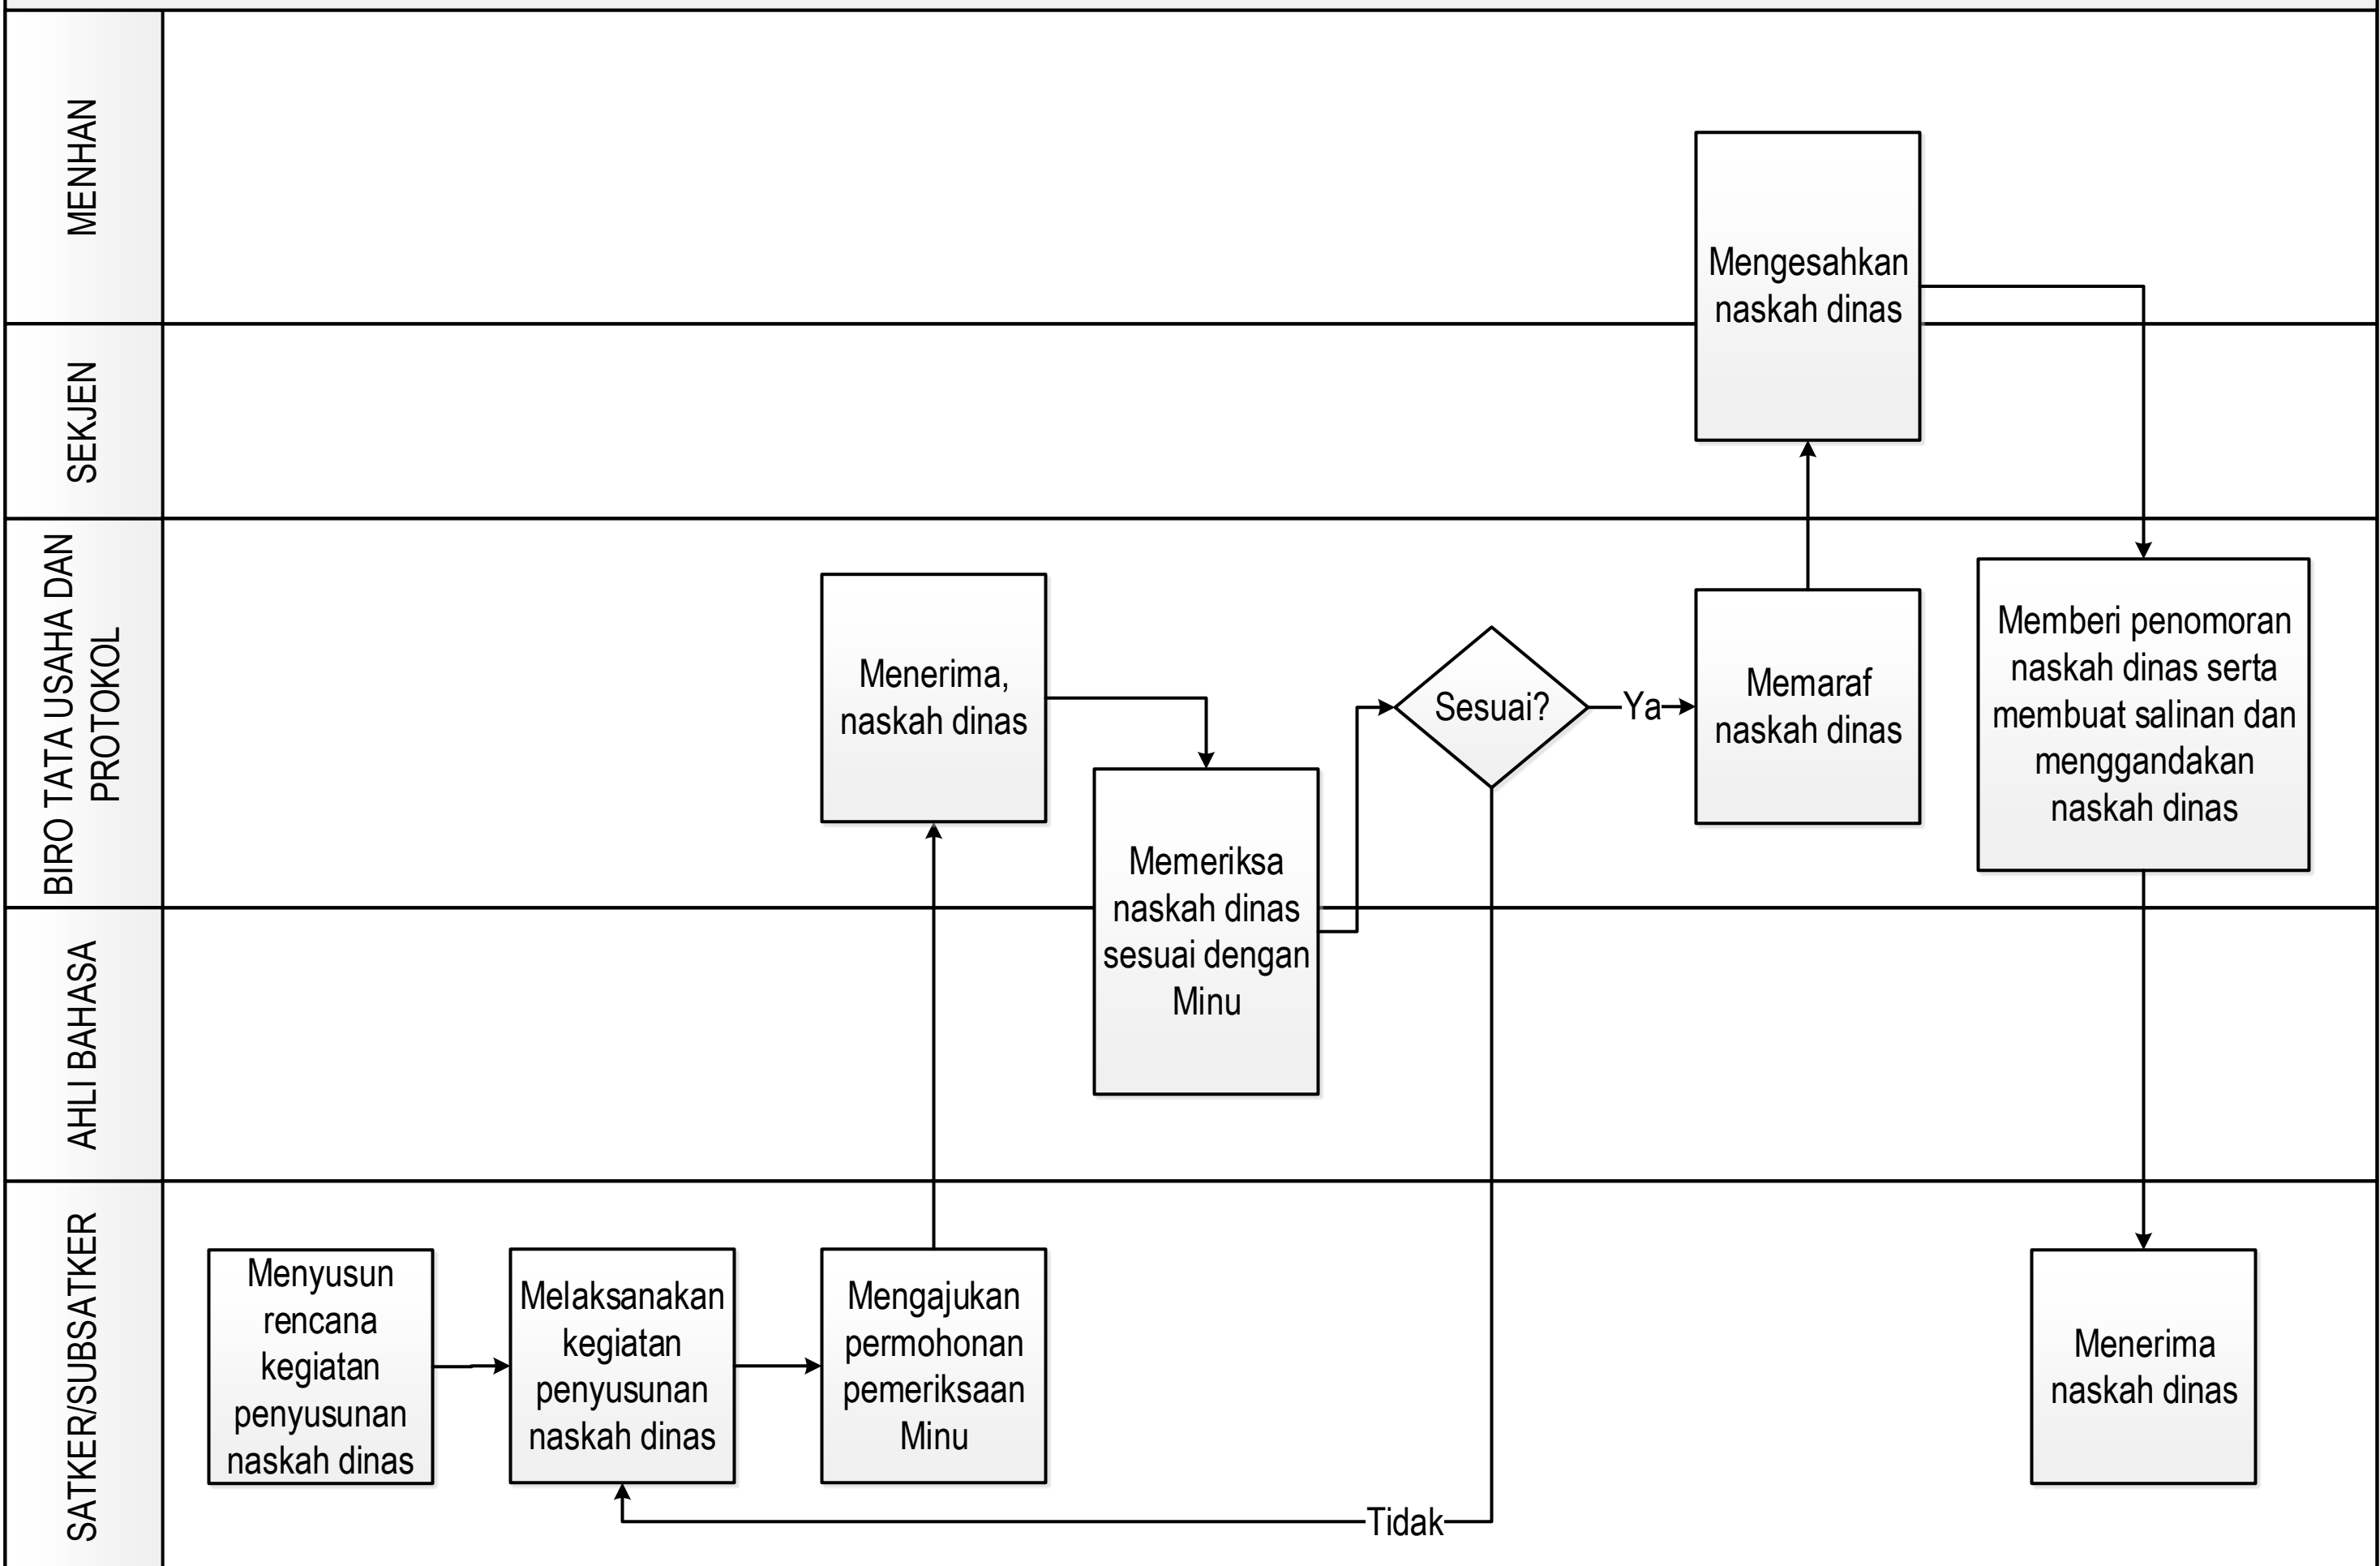 MENHAN
Mengesahkan
naskah dinas
SEKJEN
BIRO TATA USAHA DAN
PROTOKOL
Menerima,
naskah dinas
Memeriksa
naskah dinas
sesuai dengan
Minu
Sesuai?
Ya
Memaraf
naskah dinas
Memberi penomoran
naskah dinas serta
membuat salinan dan
menggandakan
naskah dinas
AHLI BAHASA
SATKER/SUBSATKER
Menyusun
rencana
kegiatan
penyusunan
naskah dinas
Melaksanakan
kegiatan
penyusunan
naskah dinas
Mengajukan
permohonan
pemeriksaan
Minu
Tidak
Menerima
naskah dinas